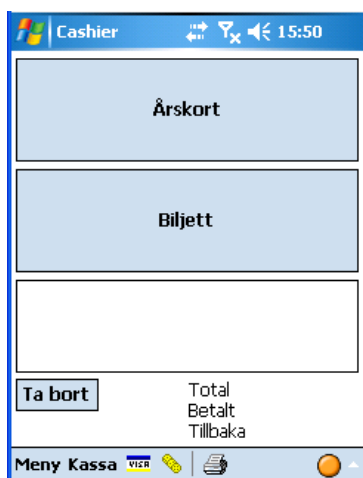 Cashier 15:50
Årskort
Biljett
Ta bort Total
Betalt
Tillbaka
Meny Kassa VISA